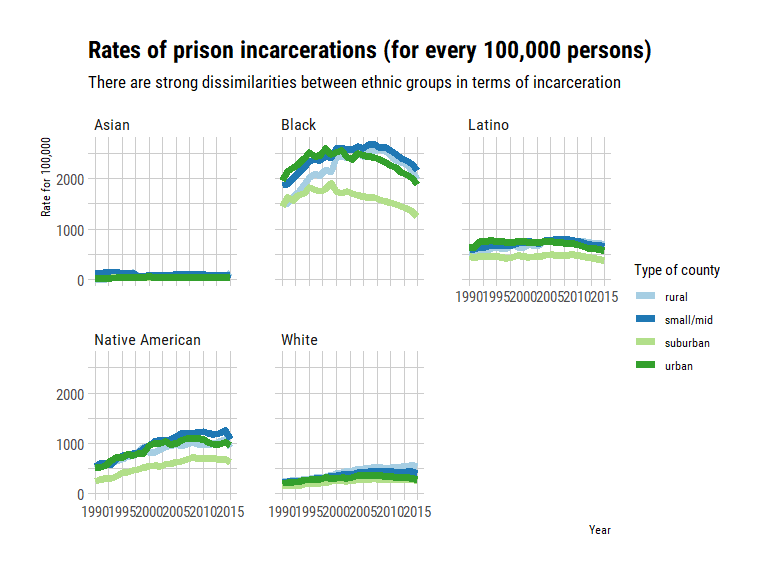 Rates of prison incarcerations (for every 100,000 persons)
There are strong dissimilarities between ethnic groups in terms of incarceration
Asian Black Latino
Rate for 100,000
2000
1000
0
1990 1995 2000 2005 2010 2015
Type of county
rural
small/mid
suburban
urban
Native American White
2000
1000
0
1990 1995 2000 2005 2010 2015 1990 1995 2000 2005 2010 2015
Year